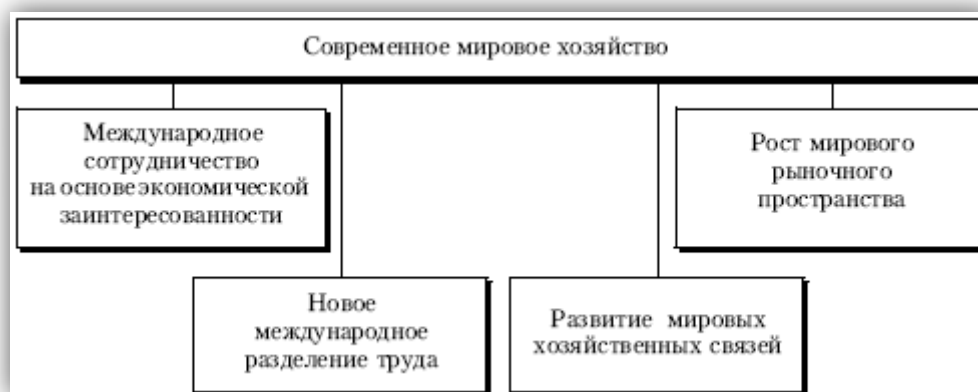 Современное мировое хозяйство
Международное
сотрудничество
на основе экономической
заинтересованности
Рост мирового
рыночного
пространства
Новое
международное
разделение труда
Развитие мировых
хозяйственных связей